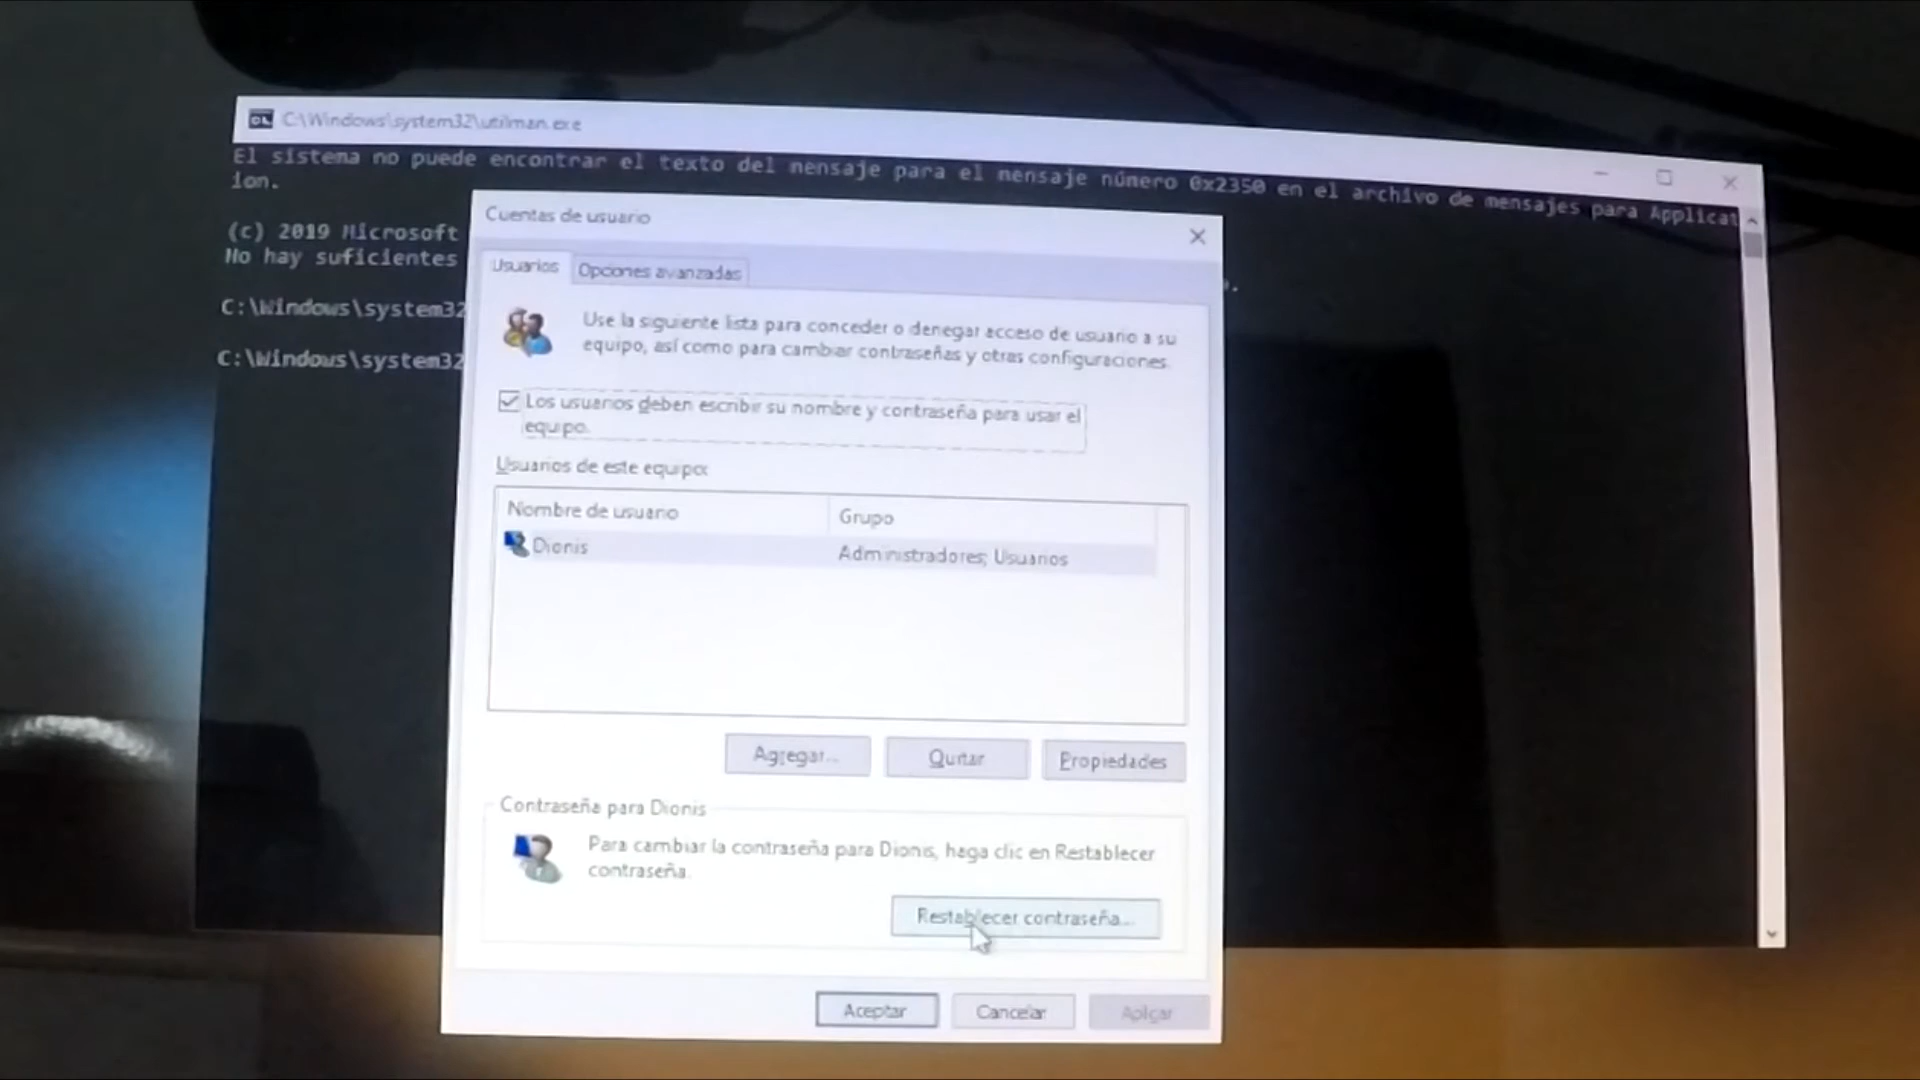 C:\Windows\system32\utilman.exe
El sistema no puede encontrar el texto del mensaje para el mensaje número 0x2350 en el archivo de mensajes para Applicat
ion.
(c) 2019 Microsoft
No hay suficientes
C:\Windows\system32
C:\Windows\system32
Cuentas de usuario
Usuarios
Opciones avanzadas
Use la siguiente lista para conceder o denegar acceso de usuario a su
equipo, así como para cambiar contraseñas y otras configuraciones.
Los usuarios deben escribir su nombre y contraseña para usar el
equipo.
Usuarios de este equipo:
Nombre de usuario Grupo
Dionis Administradores; Usuarios
Agregar... Quitar Propiedades
Contraseña para Dionis
Para cambiar la contraseña para Dionis, haga clic en Restablecer
contraseña.
Restablecer contraseña...
Aceptar Cancelar Aplicar